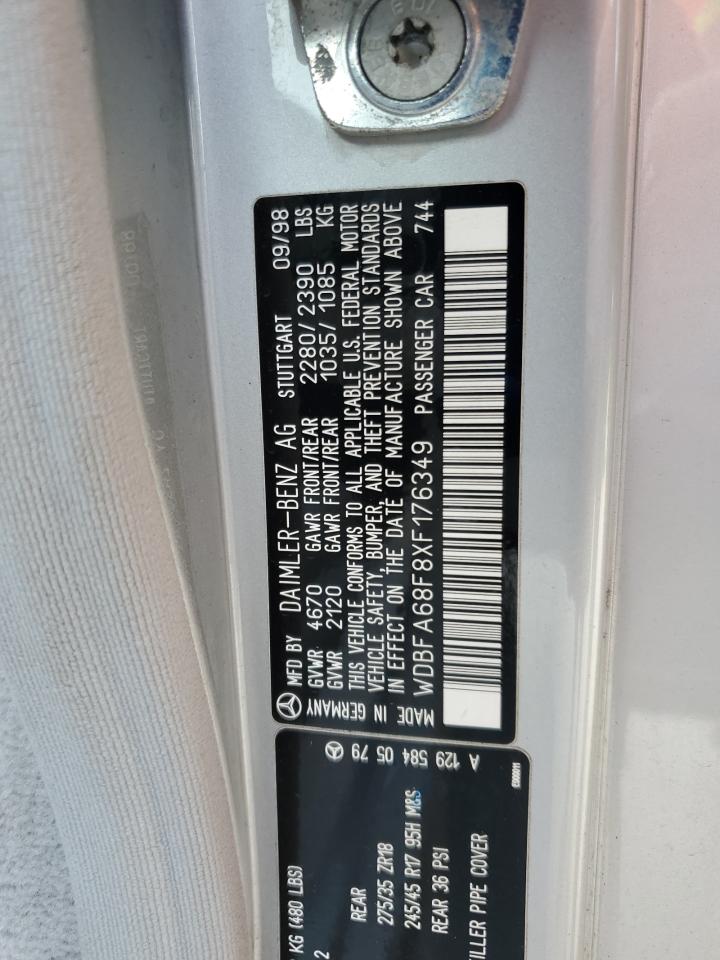 MFD BY DAIMLER-BENZ AG STUTTGART 09/98
GVWR 4670 GAWR FRONT/REAR 2280/2390 LBS
GVWR 2120 GAWR FRONT/REAR 1035/1085 KG
THIS VEHICLE CONFORMS TO ALL APPLICABLE U.S. FEDERAL MOTOR
VEHICLE SAFETY, BUMPER, AND THEFT PREVENTION STANDARDS
IN EFFECT ON THE DATE OF MANUFACTURE SHOWN ABOVE
WDBFA68F8XF176349 PASSENGER CAR 744
MADE IN GERMANY
KG (480 LBS)
2
REAR
275/35 ZR18
245/45 R17 95H M&S
REAR 36 PSI
ILLER PIPE COVER
A 129 584 05 79